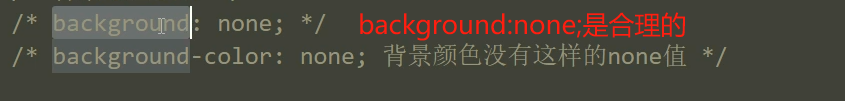 /* background: none; */ background:none;是合理的
/* background-color: none; 背景颜色没有这样的none值 */